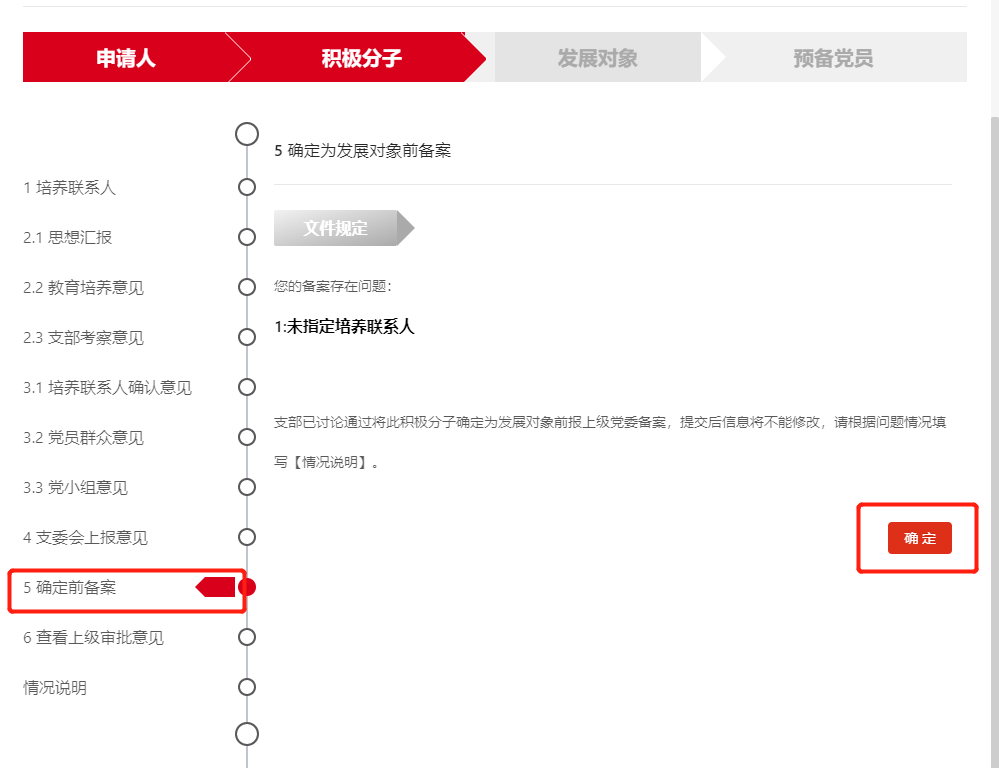 申请人
积极分子
发展对象
预备党员
5 确定为发展对象前备案
1 培养联系人
2.1 思想汇报
文件规定
2.2 教育培养意见
您的备案存在问题：
1:未指定培养联系人
2.3 支部考察意见
3.1 培养联系人确认意见
支部已讨论通过将此积极分子确定为发展对象前报上级党委备案，提交后信息将不能修改，请根据问题情况填
写【情况说明】。
3.2 党员群众意见
3.3 党小组意见
4 支委会上报意见
确 定
5 确定前备案
6 查看上级审批意见
情况说明